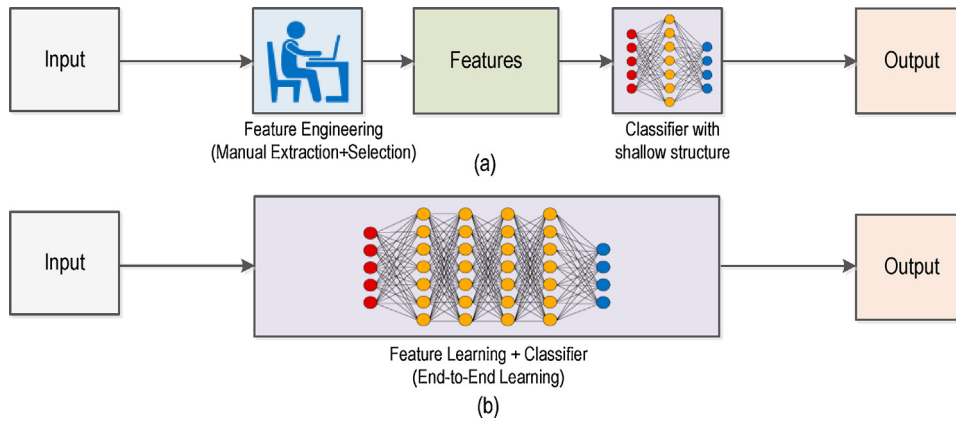 Input
Feature Engineering
(Manual Extraction+Selection)
Features
Classifier with
shallow structure
Output
(a)
Input
Feature Learning + Classifier
(End-to-End Learning)
Output
(b)